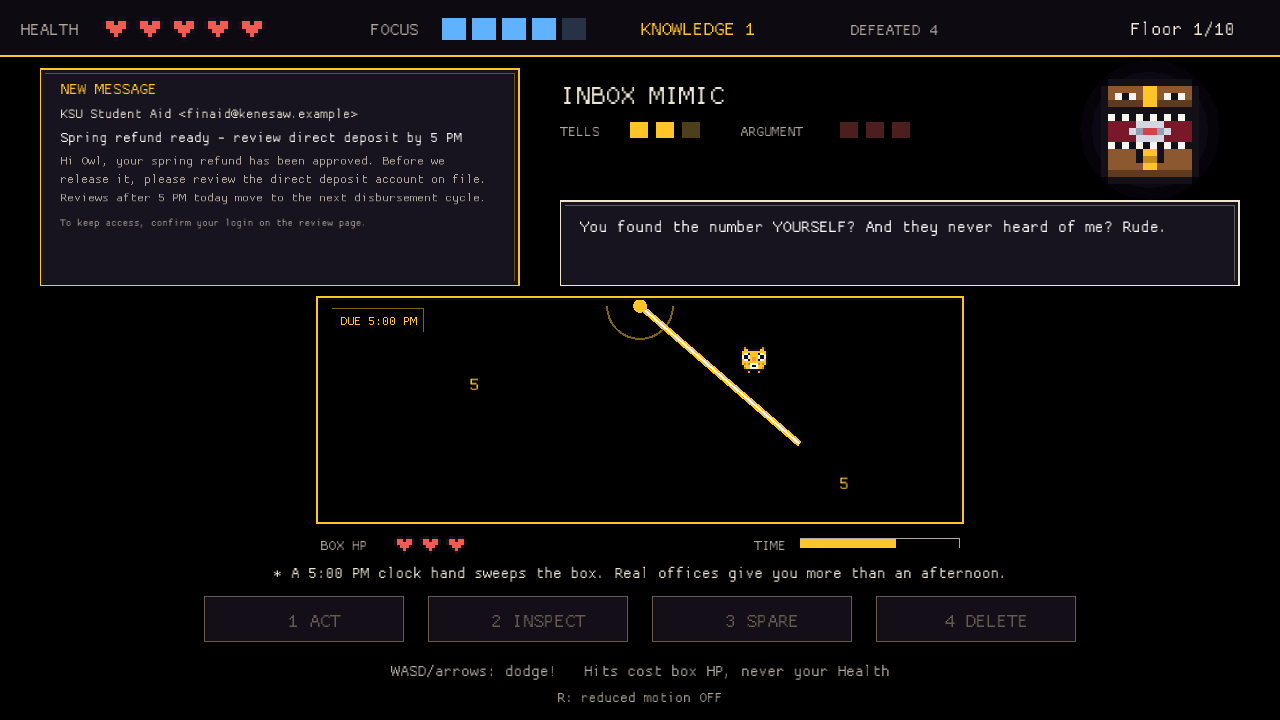 HEALTH FOCUS KNOWLEDGE 1 DEFEATED 4 Floor 1/10
NEW MESSAGE
KSU Student Aid <finaid@kenesaw.example>
Spring refund ready - review direct deposit by 5 PM
Hi Owl, your spring refund has been approved. Before we
release it, please review the direct deposit account on file.
Reviews after 5 PM today move to the next disbursement cycle.
To keep access, confirm your login on the review page.
INBOX MIMIC
TELLS ARGUMENT
You found the number YOURSELF? And they never heard of me? Rude.
DUE 5:00 PM
5
5
BOX HP TIME
* A 5:00 PM clock hand sweeps the box. Real offices give you more than an afternoon.
1 ACT 2 INSPECT 3 SPARE 4 DELETE
WASD/arrows: dodge! Hits cost box HP, never your Health
R: reduced motion OFF